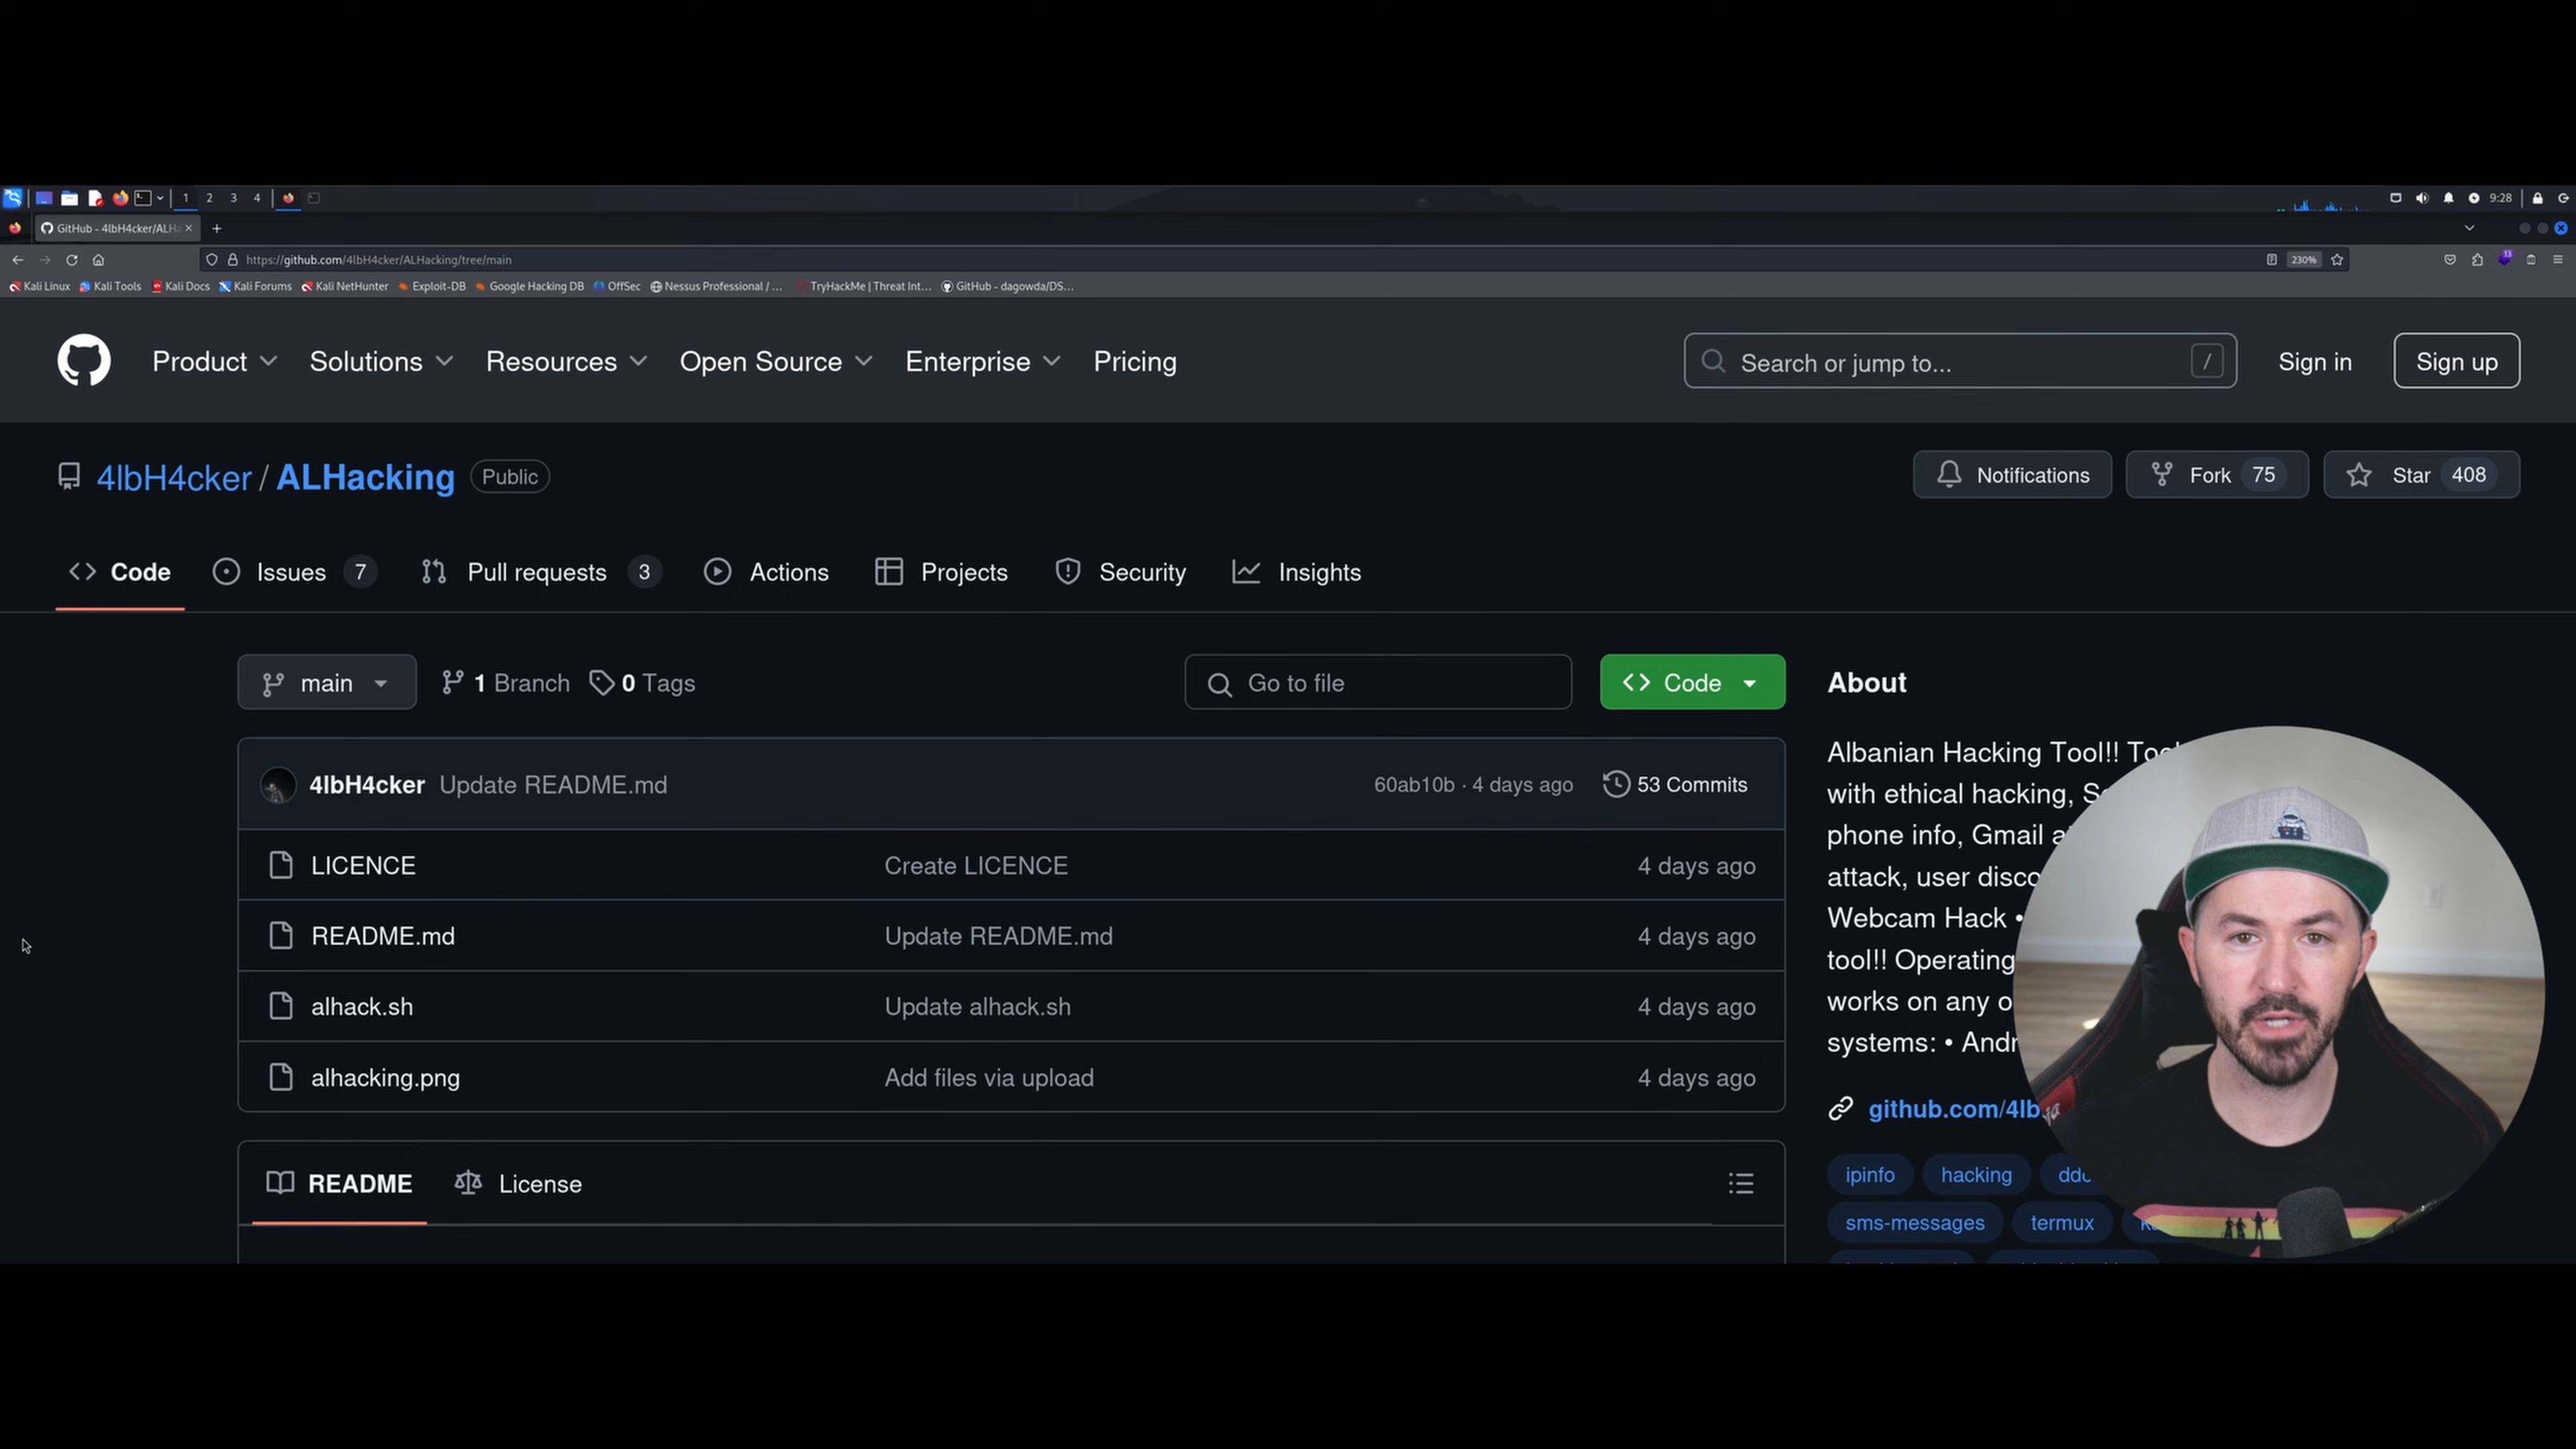 1 2 3 4 9:28
GitHub - 4lbH4cker/ALHa
https://github.com/4lbH4cker/ALHacking/tree/main 230%
Kali Linux Kali Tools Kali Docs Kali Forums Kali NetHunter Exploit-DB Google Hacking DB OffSec Nessus Professional / ... TryHackMe | Threat Int... GitHub - dagowda/DS...
Product Solutions Resources Open Source Enterprise Pricing Search or jump to... / Sign in Sign up
4lbH4cker / ALHacking Public Notifications Fork 75 Star 408
Code Issues 7 Pull requests 3 Actions Projects Security Insights
main 1 Branch 0 Tags Go to file Code
4lbH4cker Update README.md 60ab10b · 4 days ago 53 Commits
LICENCE Create LICENCE 4 days ago
README.md Update README.md 4 days ago
alhack.sh Update alhack.sh 4 days ago
alhacking.png Add files via upload 4 days ago
README License
About
Albanian Hacking Tool!!
with ethical hacking,
phone info, Gmail
attack, user
Webcam Hack •
tool!! Operating
works on any
systems: •
github.com/4lb
ipinfo hacking
sms-messages termux